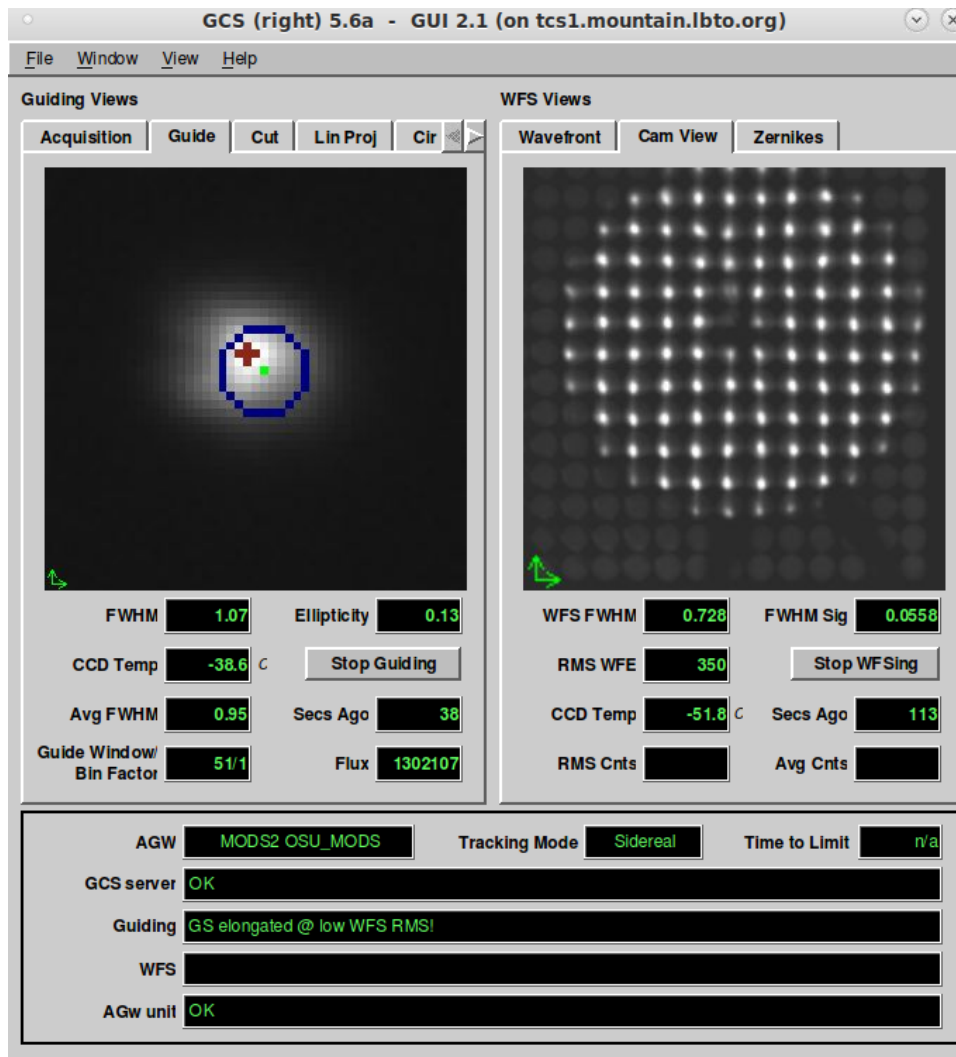 GCS (right) 5.6a - GUI 2.1 (on tcs1.mountain.lbto.org)
File Window View Help
Guiding Views
WFS Views
Acquisition Guide Cut Lin Proj Cir
Wavefront Cam View Zernikes
FWHM 1.07 Ellipticity 0.13
WFS FWHM 0.728 FWHM Sig 0.0558
CCD Temp -38.6 C Stop Guiding
RMS WFE 350 Stop WFSing
Avg FWHM 0.95 Secs Ago 38
CCD Temp -51.8 C Secs Ago 113
Guide Window/
Bin Factor 51/1 Flux 1302107
RMS Cnts Avg Cnts
AGW MODS2 OSU_MODS Tracking Mode Sidereal Time to Limit n/a
GCS server OK
Guiding GS elongated @ low WFS RMS!
WFS
AGw unit OK